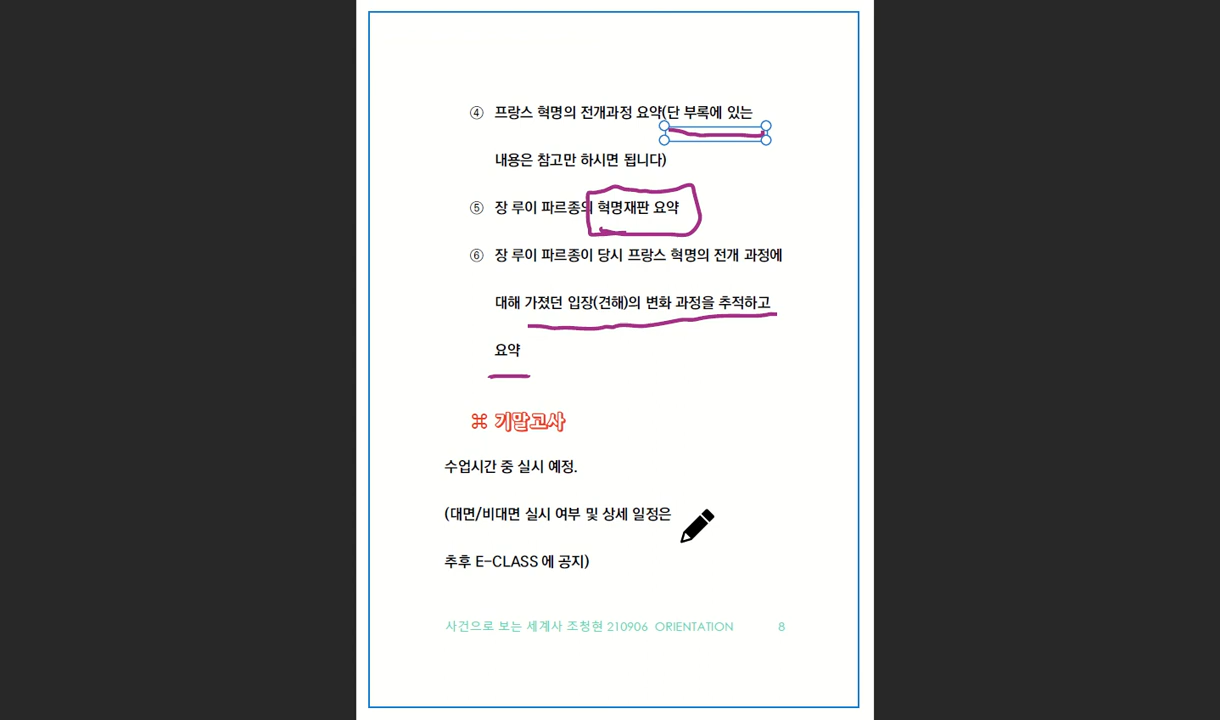 ④ 프랑스 혁명의 전개과정 요약(단 부록에 있는
내용은 참고만 하시면 됩니다)
⑤ 장 루이 파르종의 혁명재판 요약
⑥ 장 루이 파르종이 당시 프랑스 혁명의 전개 과정에
대해 가졌던 입장(견해)의 변화 과정을 추적하고
요약
⌘ 기말고사
수업시간 중 실시 예정.
(대면/비대면 실시 여부 및 상세 일정은
추후 E-CLASS 에 공지)
사건으로 보는 세계사 조청현 210906 ORIENTATION 8